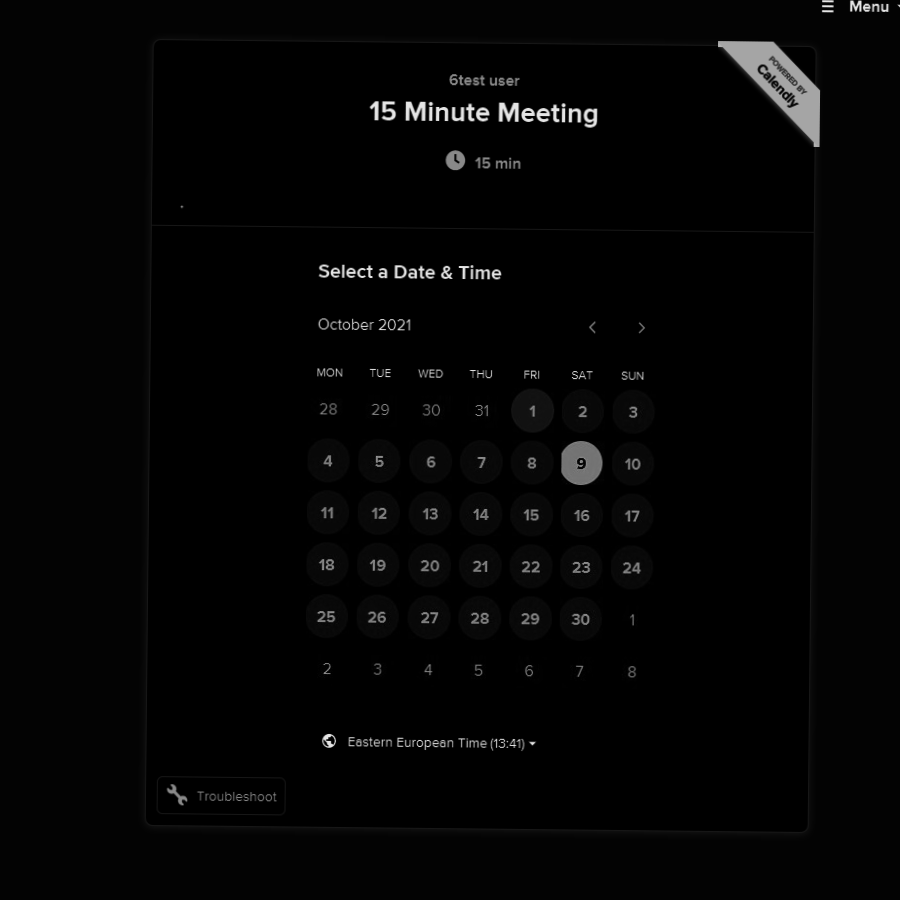 ☰ Menu
POWERED BY
Calendly
6test user
15 Minute Meeting
15 min
Select a Date & Time
October 2021
MON TUE WED THU FRI SAT SUN
28 29 30 31 1 2 3
4 5 6 7 8 9 10
11 12 13 14 15 16 17
18 19 20 21 22 23 24
25 26 27 28 29 30 1
2 3 4 5 6 7 8
Eastern European Time (13:41)
Troubleshoot